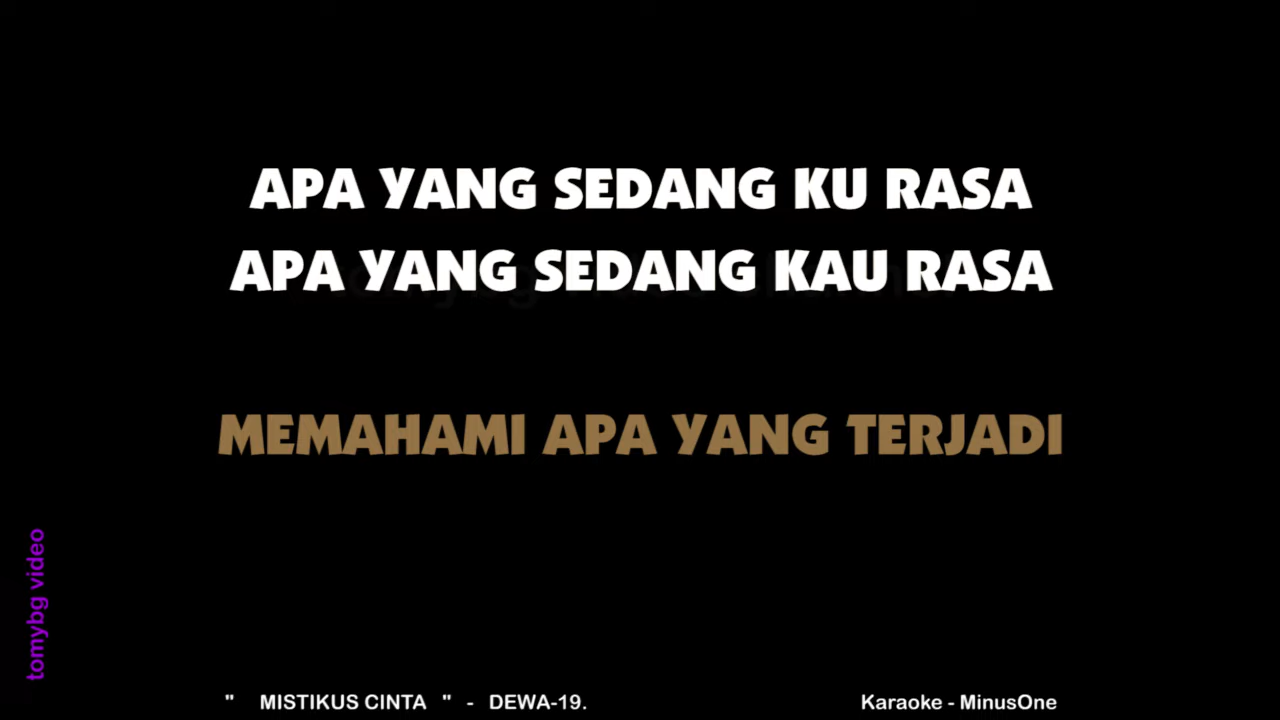 APA YANG SEDANG KU RASA
APA YANG SEDANG KAU RASA
MEMAHAMI APA YANG TERJADI
tomybg video
" MISTIKUS CINTA " - DEWA-19. Karaoke - MinusOne